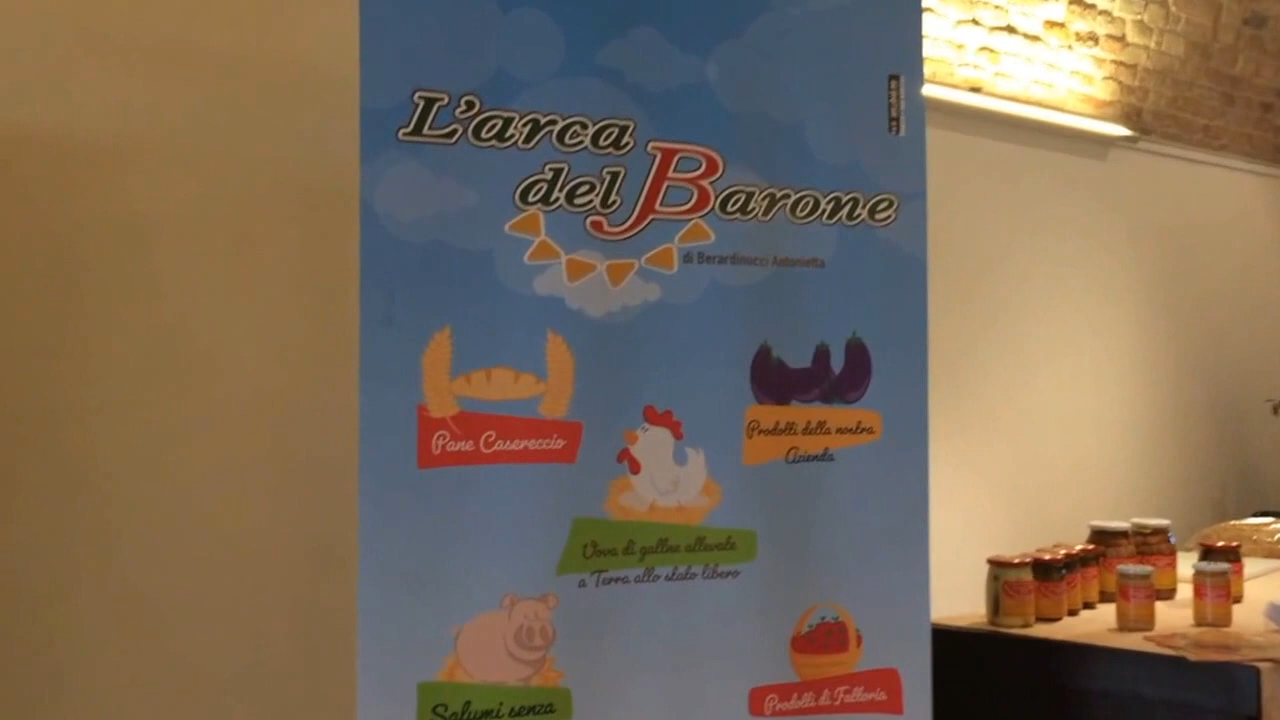 L'arca
del Barone
di Berardinucci Antonietta
Pane Casereccio
Prodotti della nostra
Azienda
Uova di galline allevate
a Terra allo stato libero
Salumi senza
Prodotti di Fattoria